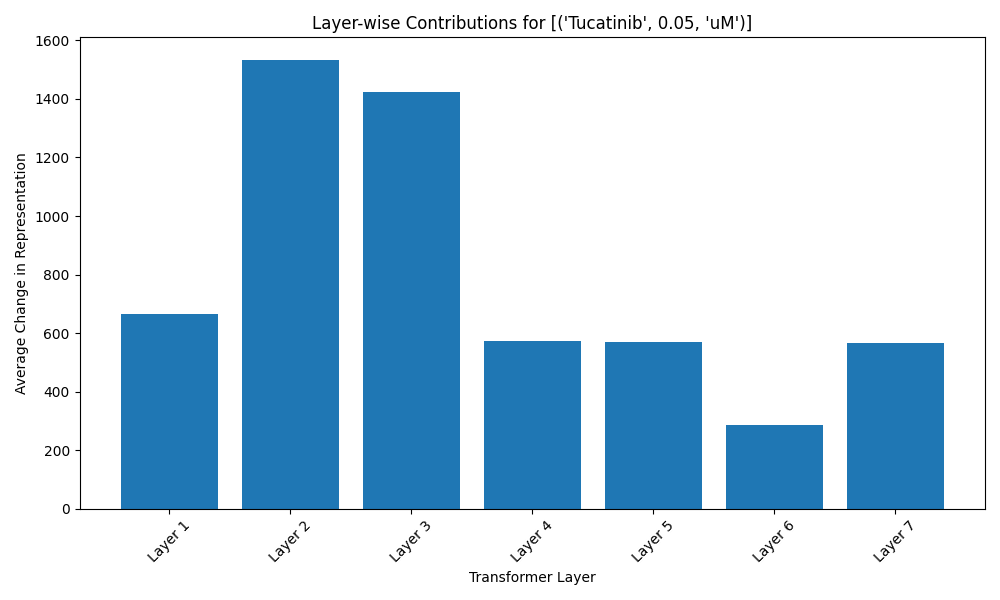 Layer-wise Contributions for [('Tucatinib', 0.05, 'uM')]
Average Change in Representation
1600
1400
1200
1000
800
600
400
200
0
Layer 1
Layer 2
Layer 3
Layer 4
Layer 5
Layer 6
Layer 7
Transformer Layer